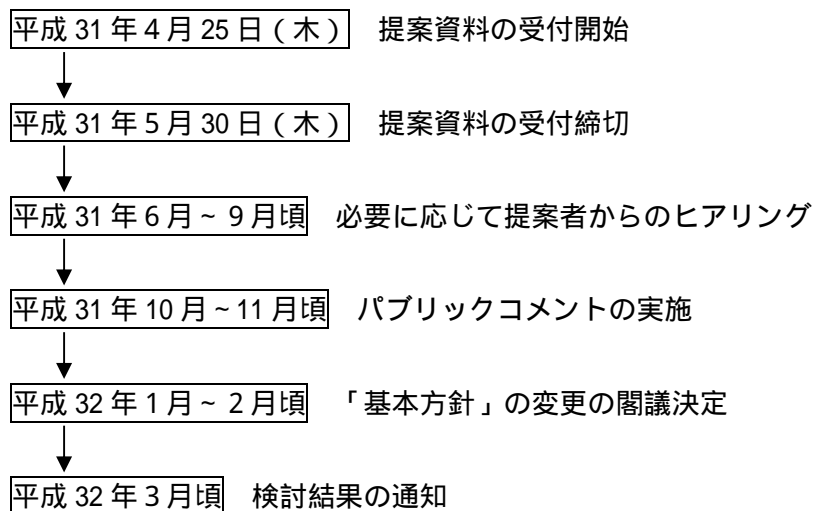 平成 31 年 4 月 25 日（木） 提案資料の受付開始
平成 31 年 5 月 30 日（木） 提案資料の受付締切
平成 31 年 6 月～ 9 月頃 必要に応じて提案者からのヒアリング
平成 31 年 10 月～11 月頃 パブリックコメントの実施
平成 32 年 1 月～ 2 月頃 「基本方針」の変更の閣議決定
平成 32 年 3 月頃 検討結果の通知